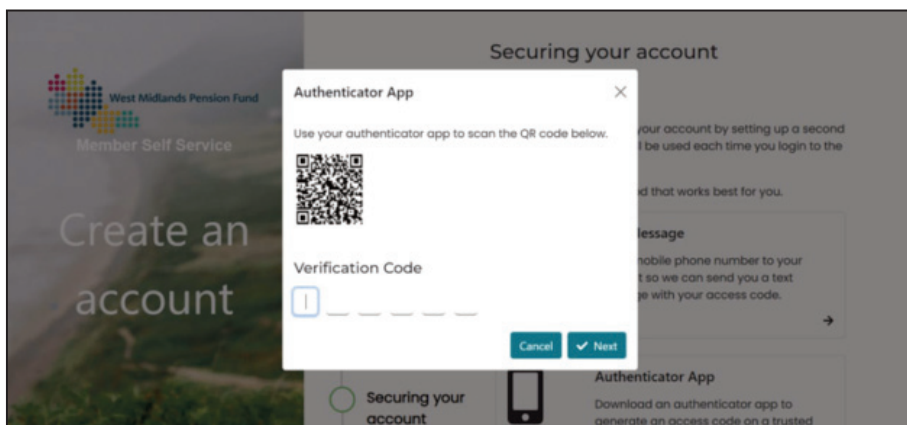 Securing your account
West Midlands Pension Fund
Member Self Service
Create an
account
Authenticator App
Use your authenticator app to scan the QR code below.
Verification Code
Cancel
Next
your account by setting up a second
l be used each time you login to the
d that works best for you.
Message
mobile phone number to your
t so we can send you a text
ge with your access code.
Securing your
account
Authenticator App
Download an authenticator app to
generate an access code on a trusted